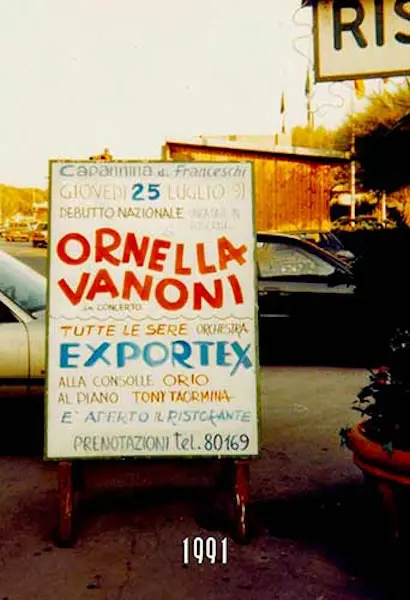 RIS
Capannina di Franceschi
GIOVEDI 25 LUGLIO 91
DEBUTTO NAZIONALE
ORNELLA
VANONI
IN CONCERTO
TUTTE LE SERE ORCHESTRA
EXPORTEX
ALLA CONSOLLE ORIO
AL PIANO TONY TAORMINA
E' APERTO IL RISTORANTE
PRENOTAZIONI Tel. 80169
1991